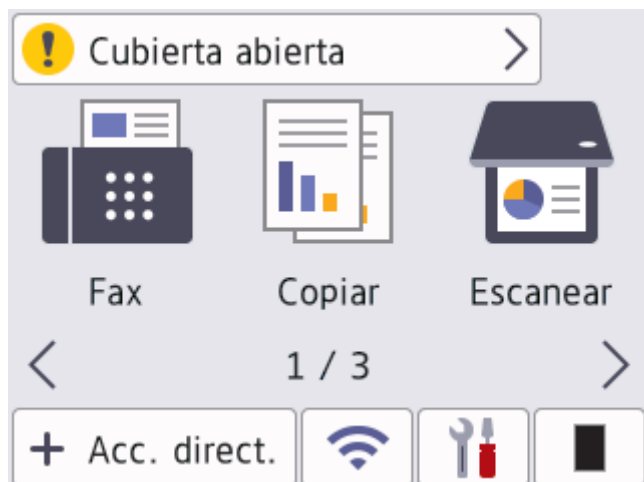 Cubierta abierta
Fax
Copiar
Escanear
1 / 3
+ Acc. direct.